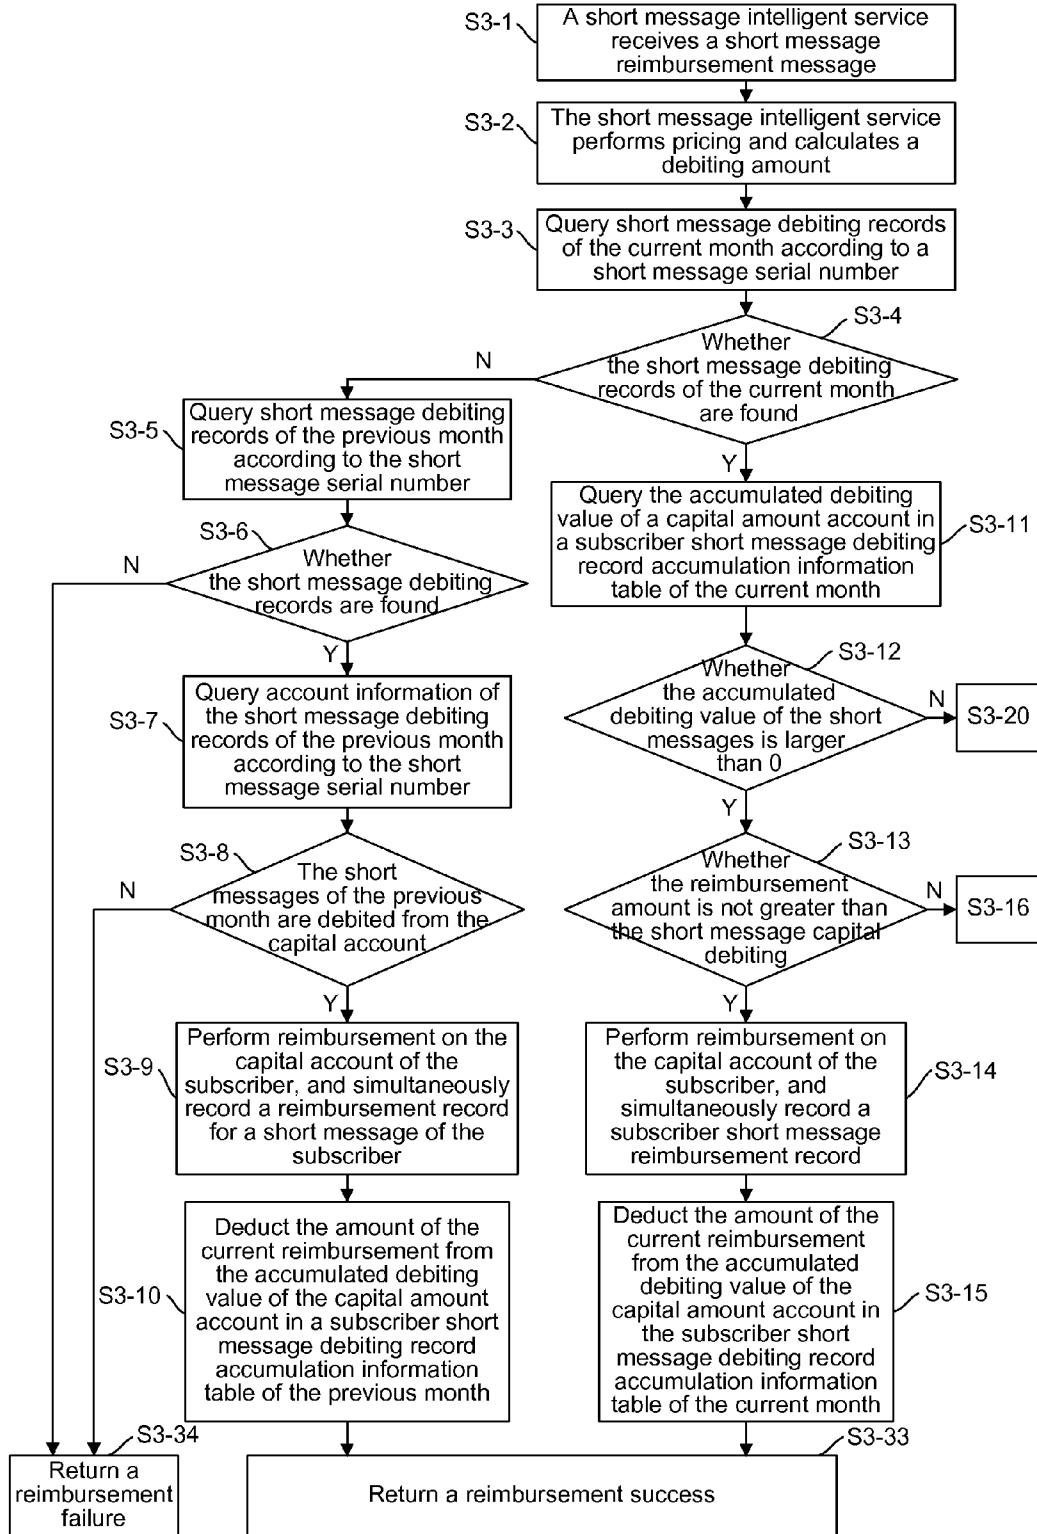 S3-1
A short message intelligent service
receives a short message
reimbursement message
S3-2
The short message intelligent service
performs pricing and calculates a
debiting amount
S3-3
Query short message debiting records
of the current month according to a
short message serial number
S3-4
Whether
the short message debiting
records of the current month
are found
N
Y
S3-5
Query short message debiting
records of the previous month
according to the short
message serial number
S3-6
Whether
the short message debiting
records are found
N
Y
S3-7
Query account information of
the short message debiting
records of the previous month
according to the short
message serial number
S3-8
The short
messages of the previous
month are debited from the
capital account
N
Y
S3-9
Perform reimbursement on the
capital account of the
subscriber, and simultaneously
record a reimbursement record
for a short message of the
subscriber
S3-10
Deduct the amount of the
current reimbursement from
the accumulated debiting
value of the capital amount
account in a subscriber short
message debiting record
accumulation information
table of the previous month
S3-11
Query the accumulated debiting
value of a capital amount account in
a subscriber short message debiting
record accumulation information
table of the current month
S3-12
Whether
the accumulated
debiting value of the short
messages is larger
than 0
N
S3-20
Y
S3-13
Whether
the reimbursement
amount is not greater than
the short message capital
debiting
N
S3-16
Y
S3-14
Perform reimbursement on
the capital account of the
subscriber, and
simultaneously record a
subscriber short message
reimbursement record
S3-15
Deduct the amount of the
current reimbursement
from the accumulated
debiting value of the
capital amount account in
the subscriber short
message debiting record
accumulation information
table of the current month
S3-34
Return a
reimbursement
failure
S3-33
Return a reimbursement success